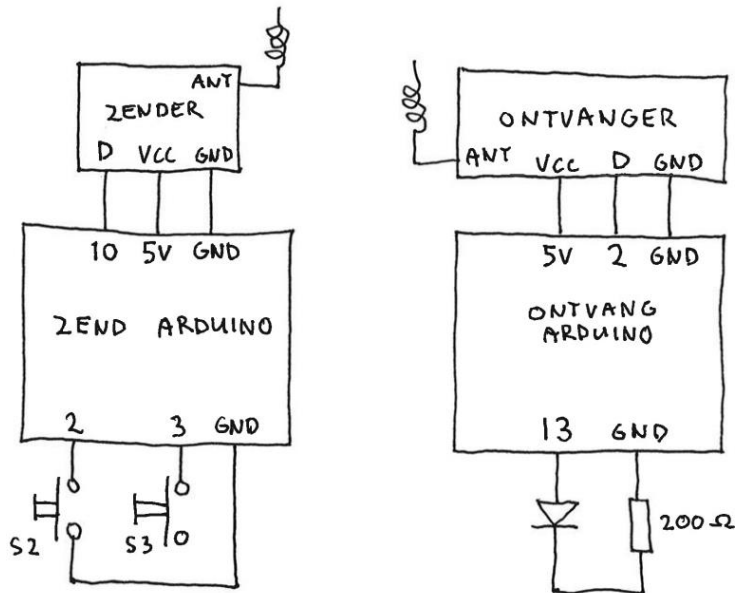 ANT
ZENDER
D VCC GND
10 5V GND
ZEND ARDUINO
2 3 GND
S2 S3
ONTVANGER
ANT VCC D GND
5V 2 GND
ONTVANG
ARDUINO
13 GND
200 Ω